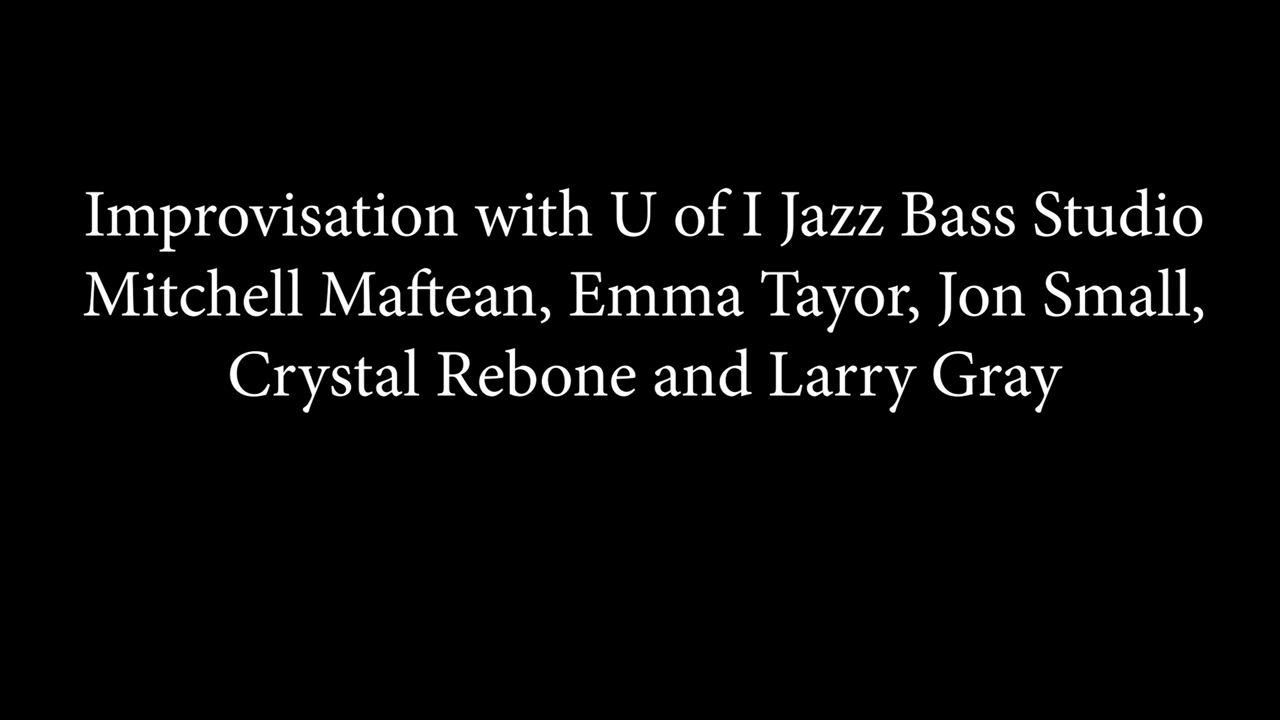 Improvisation with U of I Jazz Bass Studio
Mitchell Maftean, Emma Tayor, Jon Small,
Crystal Rebone and Larry Gray